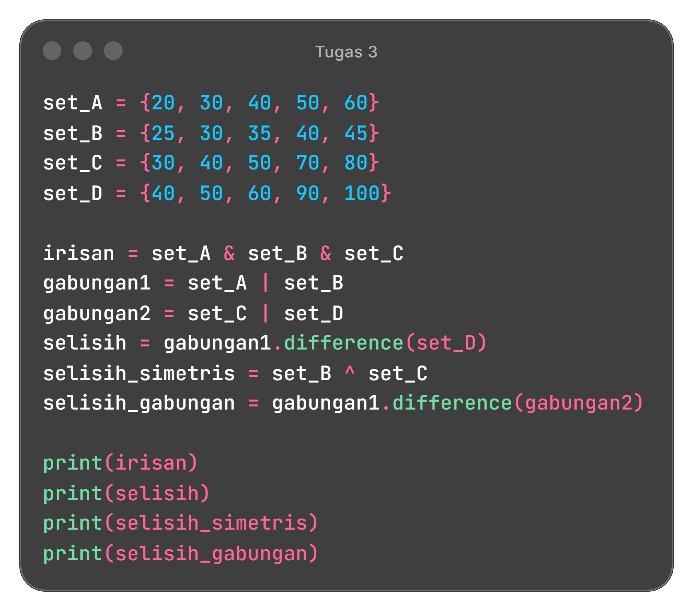 Tugas 3
set_A = {20, 30, 40, 50, 60}
set_B = {25, 30, 35, 40, 45}
set_C = {30, 40, 50, 70, 80}
set_D = {40, 50, 60, 90, 100}
irisan = set_A & set_B & set_C
gabungan1 = set_A | set_B
gabungan2 = set_C | set_D
selisih = gabungan1.difference(set_D)
selisih_simetris = set_B ^ set_C
selisih_gabungan = gabungan1.difference(gabungan2)
print(irisan)
print(selisih)
print(selisih_simetris)
print(selisih_gabungan)